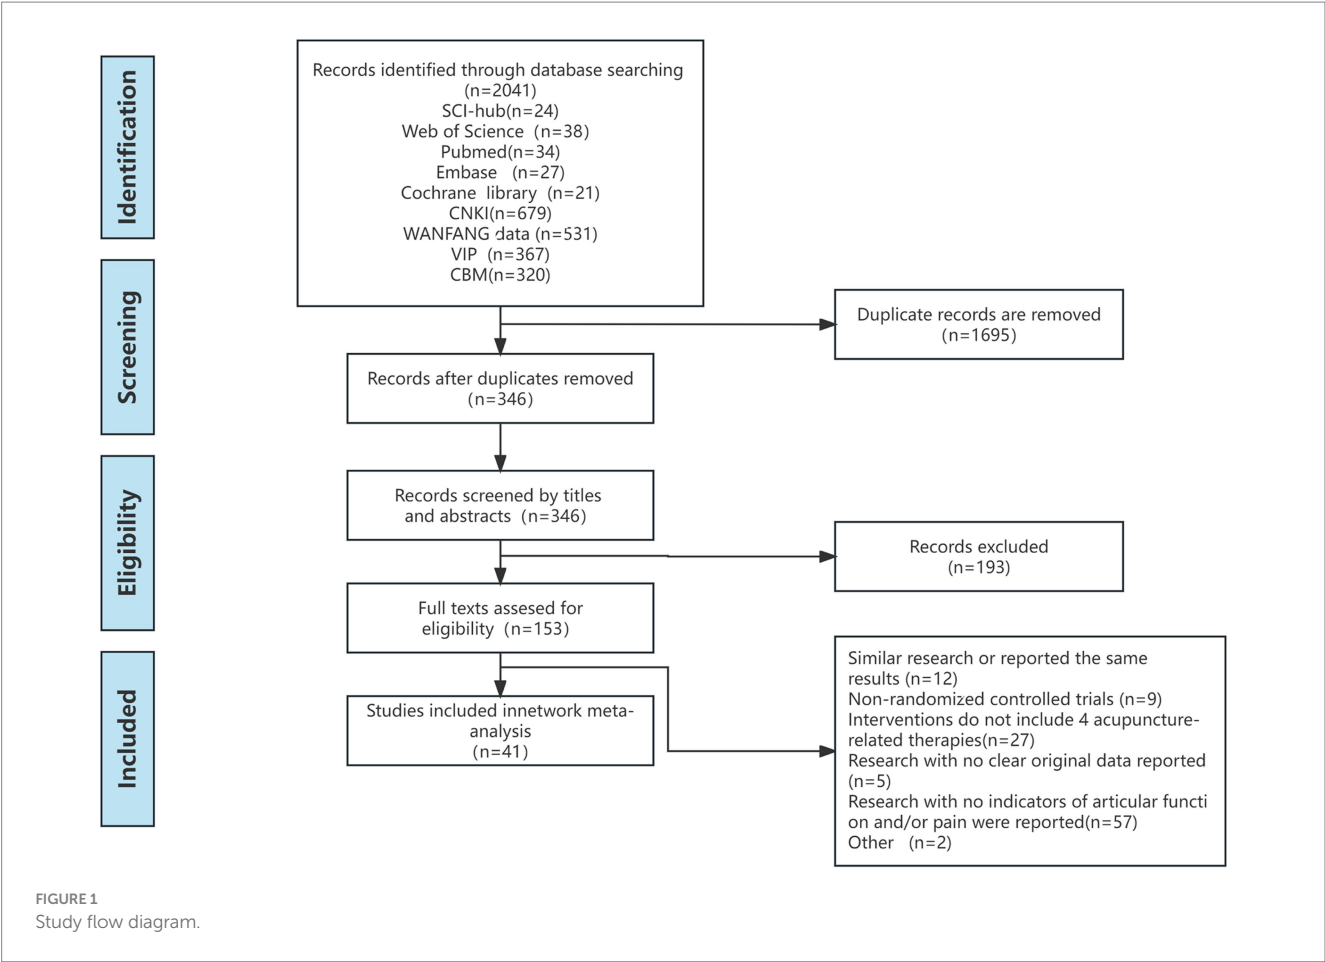 Identification
Records identified through database searching
(n=2041)
SCI-hub(n=24)
Web of Science (n=38)
Pubmed(n=34)
Embase (n=27)
Cochrane library (n=21)
CNKI(n=679)
WANFANG data (n=531)
VIP (n=367)
CBM(n=320)
Screening
Duplicate records are removed
(n=1695)
Records after duplicates removed
(n=346)
Eligibility
Records screened by titles
and abstracts (n=346)
Records excluded
(n=193)
Full texts assesed for
eligibility (n=153)
Included
Studies included innetwork meta-
analysis
(n=41)
Similar research or reported the same
results (n=12)
Non-randomized controlled trials (n=9)
Interventions do not include 4 acupuncture-
related therapies(n=27)
Research with no clear original data reported
(n=5)
Research with no indicators of articular functi
on and/or pain were reported(n=57)
Other (n=2)
FIGURE 1
Study flow diagram.